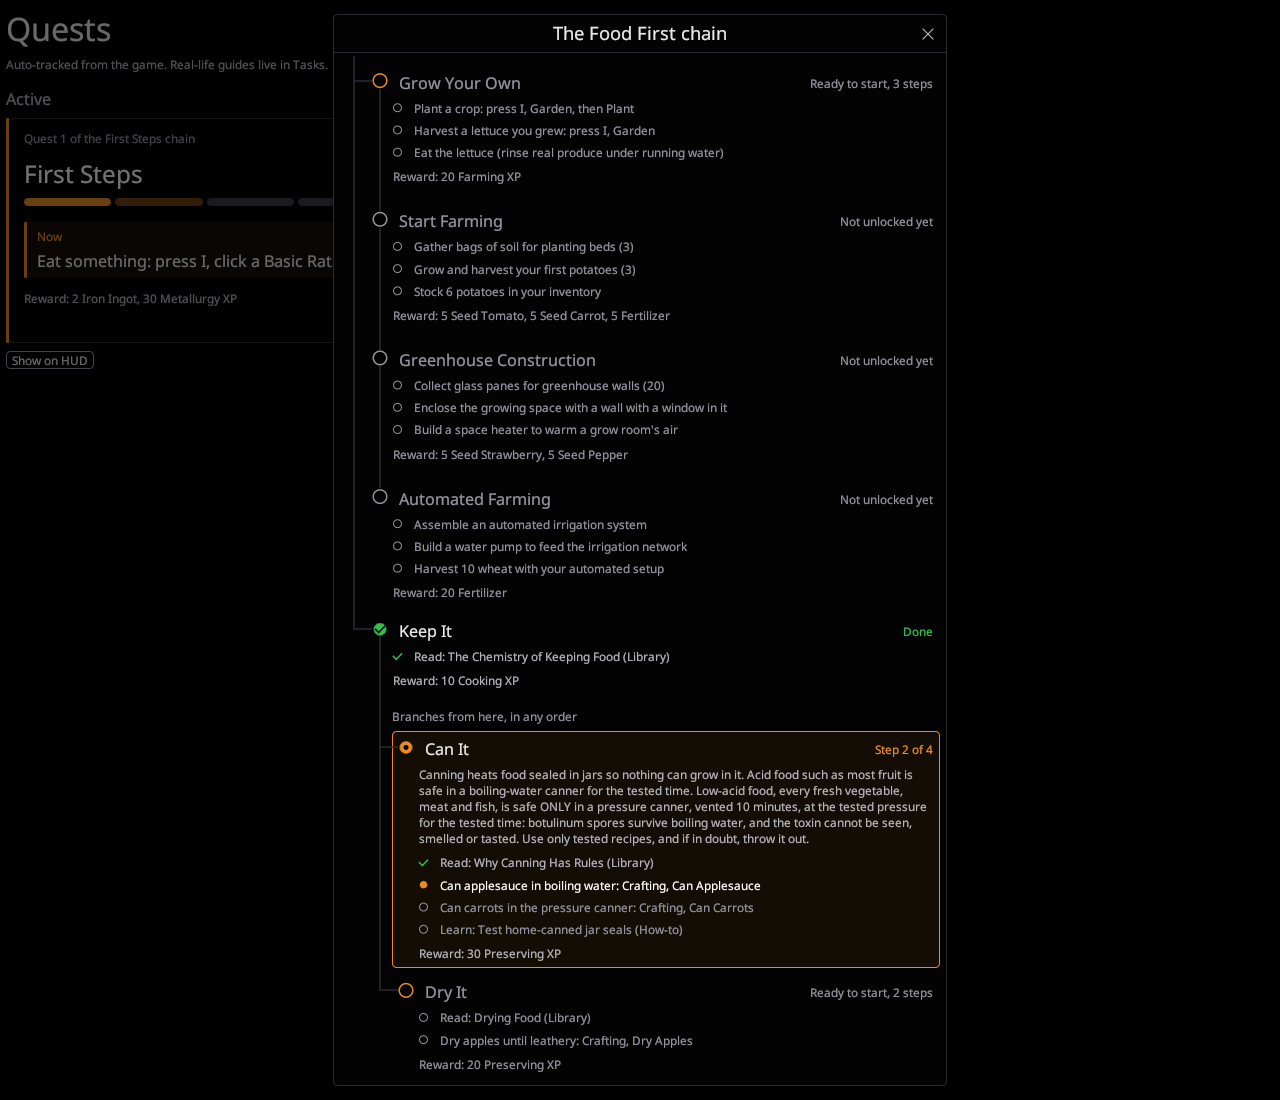 Quests
Auto-tracked from the game. Real-life guides live in Tasks.
Active
Quest 1 of the First Steps chain
First Steps
Now
Eat something: press I, click a Basic Rat
Reward: 2 Iron Ingot, 30 Metallurgy XP
Show on HUD
The Food First chain
Grow Your Own
Ready to start, 3 steps
Plant a crop: press I, Garden, then Plant
Harvest a lettuce you grew: press I, Garden
Eat the lettuce (rinse real produce under running water)
Reward: 20 Farming XP
Start Farming
Not unlocked yet
Gather bags of soil for planting beds (3)
Grow and harvest your first potatoes (3)
Stock 6 potatoes in your inventory
Reward: 5 Seed Tomato, 5 Seed Carrot, 5 Fertilizer
Greenhouse Construction
Not unlocked yet
Collect glass panes for greenhouse walls (20)
Enclose the growing space with a wall with a window in it
Build a space heater to warm a grow room's air
Reward: 5 Seed Strawberry, 5 Seed Pepper
Automated Farming
Not unlocked yet
Assemble an automated irrigation system
Build a water pump to feed the irrigation network
Harvest 10 wheat with your automated setup
Reward: 20 Fertilizer
Keep It
Done
Read: The Chemistry of Keeping Food (Library)
Reward: 10 Cooking XP
Branches from here, in any order
Can It
Step 2 of 4
Canning heats food sealed in jars so nothing can grow in it. Acid food such as most fruit is
safe in a boiling-water canner for the tested time. Low-acid food, every fresh vegetable,
meat and fish, is safe ONLY in a pressure canner, vented 10 minutes, at the tested pressure
for the tested time: botulinum spores survive boiling water, and the toxin cannot be seen,
smelled or tasted. Use only tested recipes, and if in doubt, throw it out.
Read: Why Canning Has Rules (Library)
Can applesauce in boiling water: Crafting, Can Applesauce
Can carrots in the pressure canner: Crafting, Can Carrots
Learn: Test home-canned jar seals (How-to)
Reward: 30 Preserving XP
Dry It
Ready to start, 2 steps
Read: Drying Food (Library)
Dry apples until leathery: Crafting, Dry Apples
Reward: 20 Preserving XP